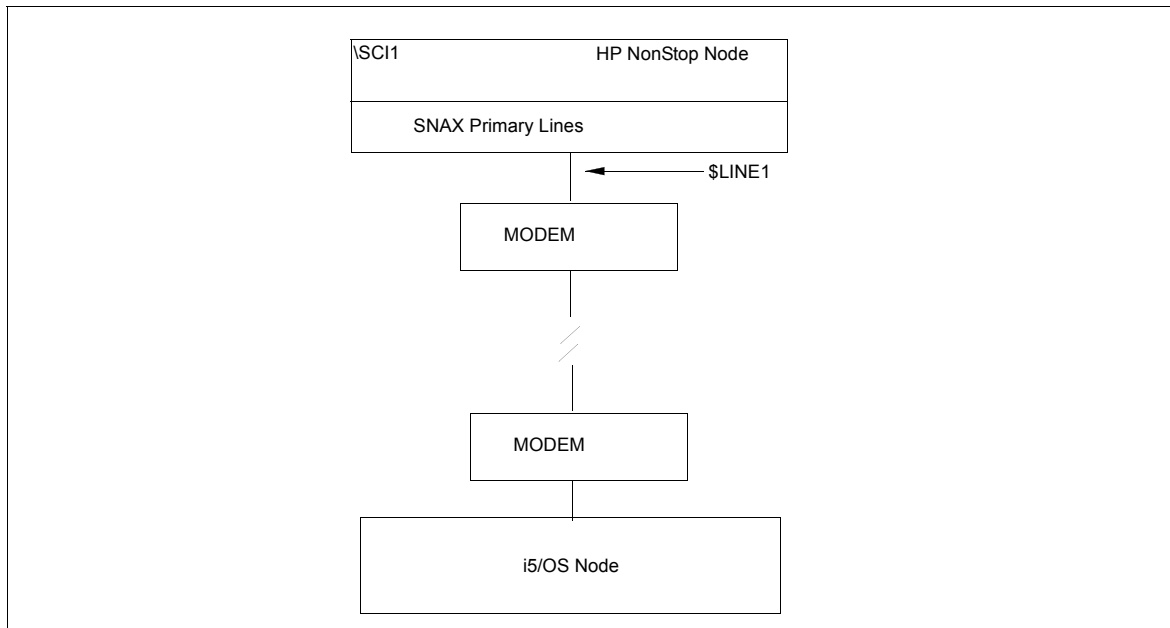 \SCI1 HP NonStop Node
SNAX Primary Lines
$LINE1
MODEM
MODEM
i5/OS Node